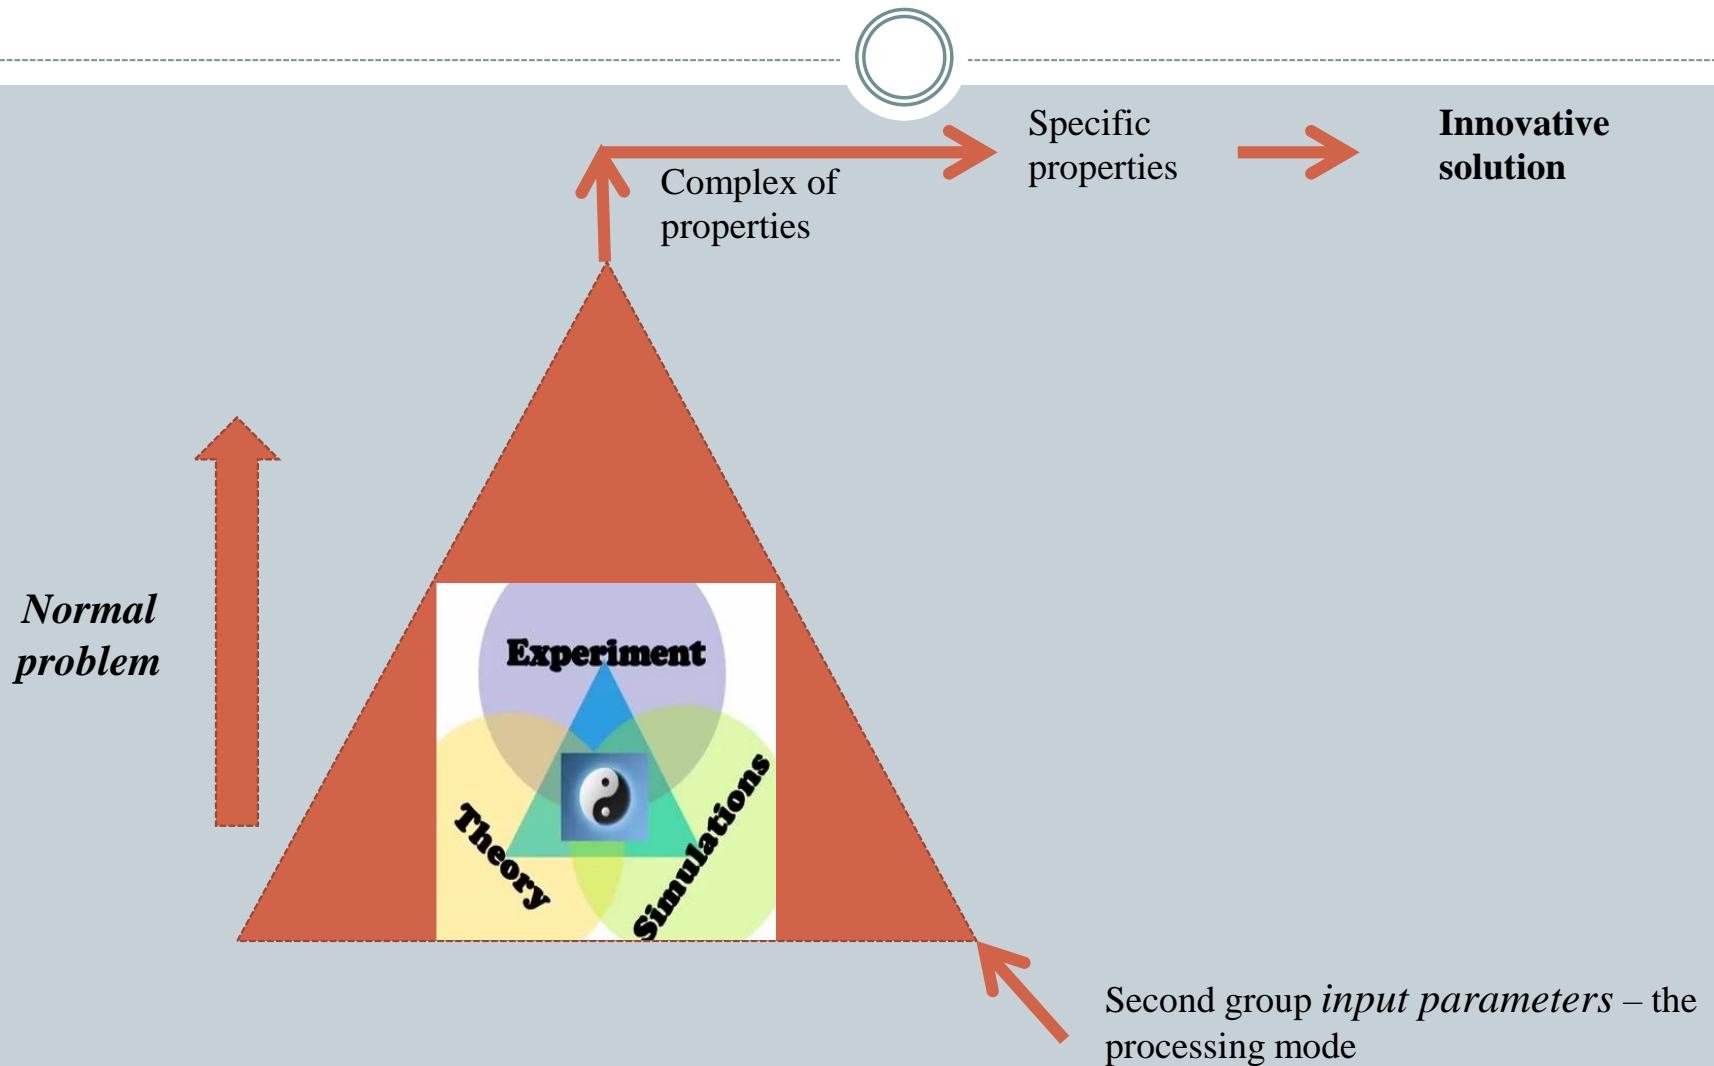 Specific
properties
Innovative
solution
Complex of
properties
Normal
problem
Experiment
Theory
Simulations
Second group input parameters – the
processing mode